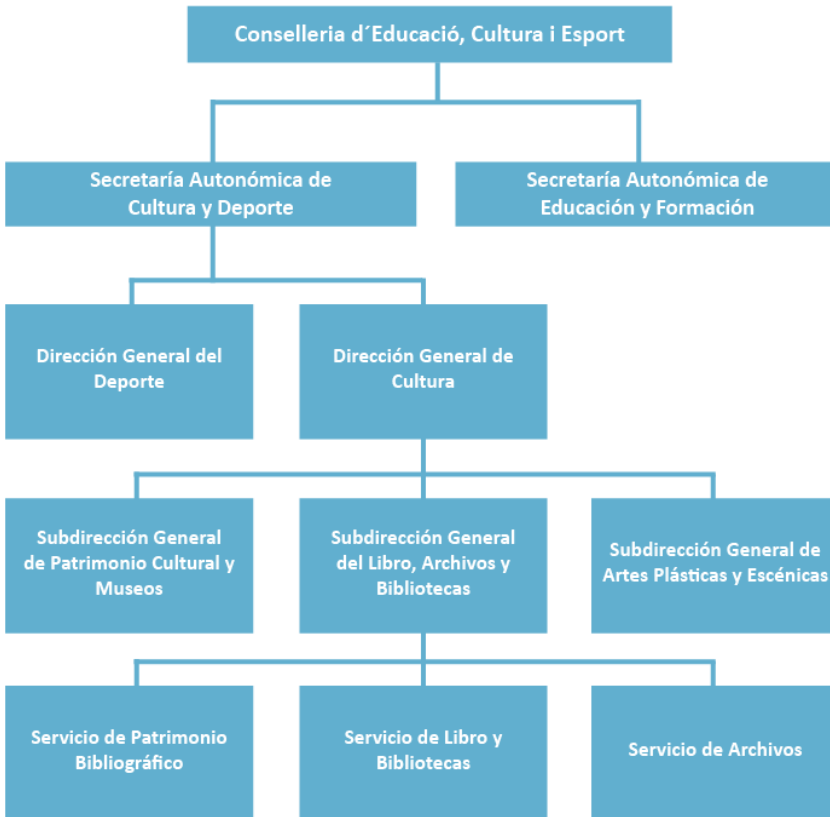 Conselleria d´Educació, Cultura i Esport
Secretaría Autonómica de
Cultura y Deporte
Secretaría Autonómica de
Educación y Formación
Dirección General del
Deporte
Dirección General de
Cultura
Subdirección General
de Patrimonio Cultural y
Museos
Subdirección General
del Libro, Archivos y
Bibliotecas
Subdirección General de
Artes Plásticas y Escénicas
Servicio de Patrimonio
Bibliográfico
Servicio de Libro y
Bibliotecas
Servicio de Archivos